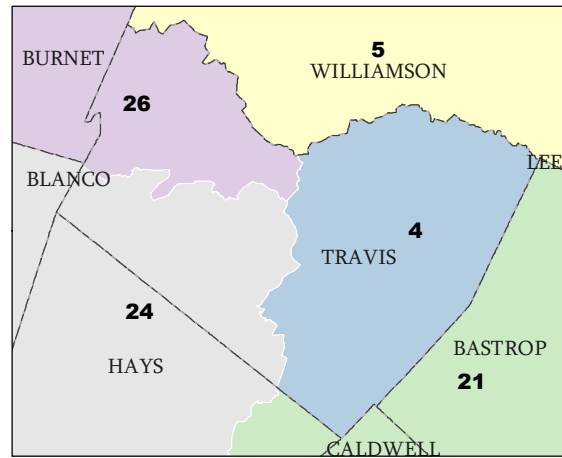 5
BURNET
WILLIAMSON
26
LEE
BLANCO
4
TRAVIS
24
BASTROP
HAYS
21
CALDWELL